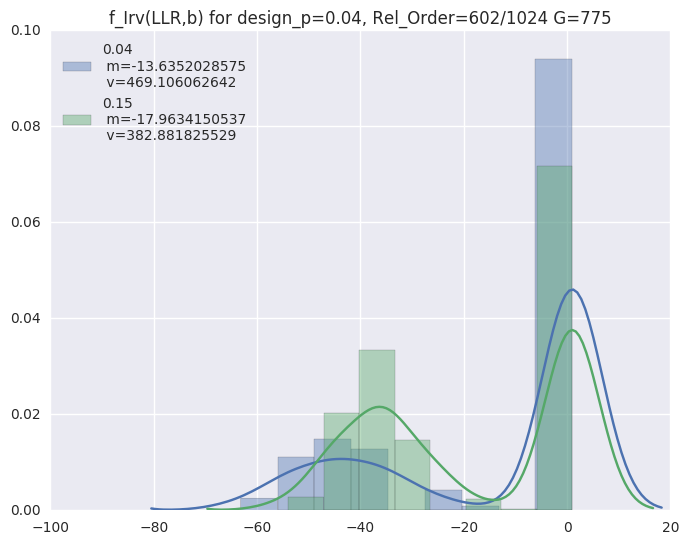 f_Irv(LLR,b) for design_p=0.04, Rel_Order=602/1024 G=775
0.04
m=-13.6352028575
v=469.106062642
0.15
m=-17.9634150537
v=382.881825529
0.10
0.08
0.06
0.04
0.02
0.00
−100 −80 −60 −40 −20 0 20